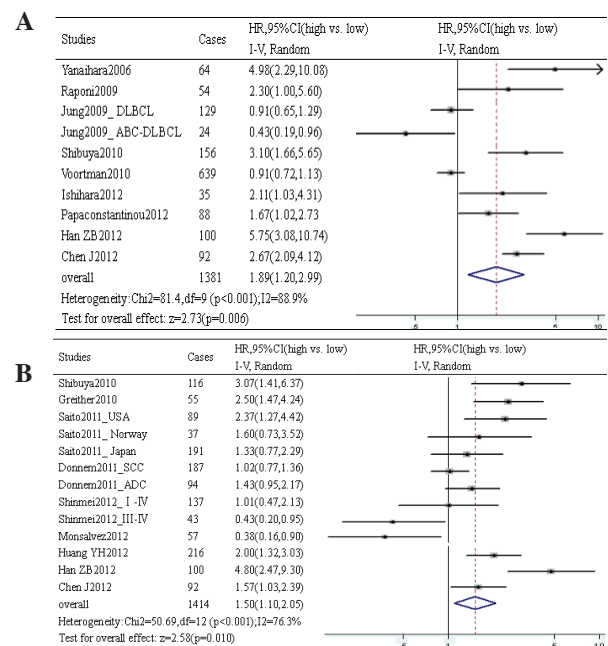 A
Studies Cases HR,95%CI(high vs. low) HR,95%CI(high vs. low)
I-V, Random I-V, Random
Yanaihara2006 64 4.98(2.29,10.08)
Raponi2009 54 2.30(1.00,5.60)
Jung2009_DLBCL 129 0.91(0.65,1.29)
Jung2009_ABC-DLBCL 24 0.43(0.19,0.96)
Shibuya2010 156 3.10(1.66,5.65)
Voortman2010 639 0.91(0.72,1.13)
Ishihara2012 35 2.11(1.03,4.31)
Papaconstantinou2012 88 1.67(1.02,2.73
Han ZB2012 100 5.75(3.08,10.74)
Chen J2012 92 2.67(2.09,4.12)
overall 1381 1.89(1.20,2.99)
Heterogeneity:Chi2=81.4,df=9 (p<0.001);I2=88.9%
Test for overall effect: z=2.73(p=0.006)
.5 1 5 10
B
Studies Cases HR,95%CI(high vs. low) HR,95%CI(high vs. low)
I-V, Random I-V, Random
Shibuya2010 116 3.07(1.41,6.37)
Greither2010 55 2.50(1.47,4.24)
Saito2011_USA 89 2.37(1.27,4.42)
Saito2011_Norway 37 1.60(0.73,3.52)
Saito2011_Japan 191 1.33(0.77,2.29)
Donnem2011_SCC 187 1.02(0.77,1.36)
Donnem2011_ADC 94 1.43(0.95,2.17)
Shinmei2012_Ⅰ-IV 137 1.01(0.47,2.13)
Shinmei2012_III-IV 43 0.43(0.20,0.95)
Monsalvez2012 57 0.38(0.16,0.90)
Huang YH2012 216 2.00(1.32,3.03)
Han ZB2012 100 4.80(2.47,9.30)
Chen J2012 92 1.57(1.03,2.39)
overall 1414 1.50(1.10,2.05)
Heterogeneity:Chi2=50.69,df=12 (p<0.001);I2=76.3%
Test for overall effect: z=2.58(p=0.010)